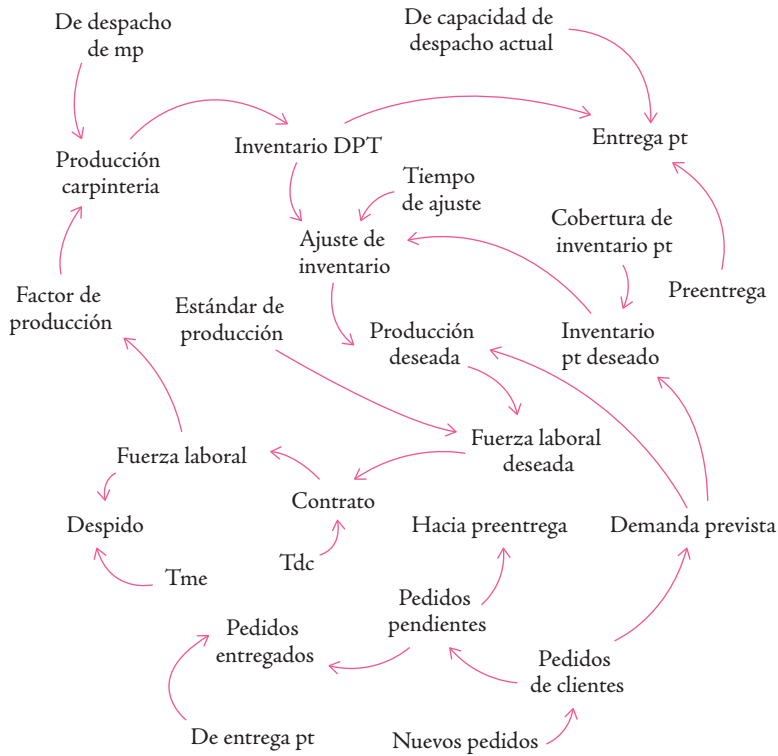 De despacho
de mp
De capacidad de
despacho actual
Inventario DPT
Entrega pt
Producción
carpinteria
Tiempo
de ajuste
Cobertura de
inventario pt
Ajuste de
inventario
Factor de
producción
Estándar de
producción
Preentrega
Producción
deseada
Inventario
pt deseado
Fuerza laboral
Fuerza laboral
deseada
Contrato
Despido
Hacia preentrega
Demanda prevista
Tme
Tdc
Pedidos
pendientes
Pedidos
entregados
Pedidos
de clientes
De entrega pt
Nuevos pedidos